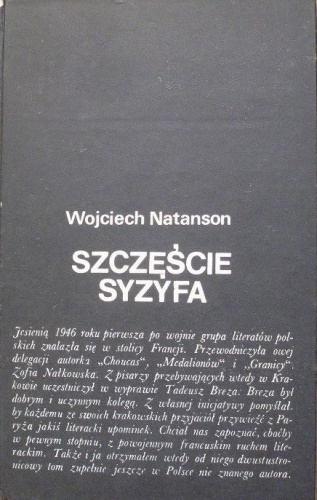 Wojciech Natanson
SZCZĘŚCIE
SYZYFA
Jesienią 1946 roku pierwsza po wojnie grupa literatów pol-
skich znalazła się w stolicy Francji. Przewodniczyła owej
delegacji autorka „Choucas”, „Medalionów” i „Granicy”:
Zofia Nałkowska. Z pisarzy przebywających wtedy w Kra-
kowie uczestniczył w wyprawie Tadeusz Breza. Breza był
dobrym i uczynnym kolegą. Z własnej inicjatywy pomyślał,
by każdemu ze swoich krakowskich przyjaciół przywieźć z Pa-
ryża jakiś literacki upominek. Chciał nas zapoznać, choćby
w pewnym stopniu, z powojennym francuskim ruchem lite-
rackim. Także i ja otrzymałem wtedy od niego dwustustro-
nicowy tom zupełnie jeszcze w Polsce nie znanego autora.